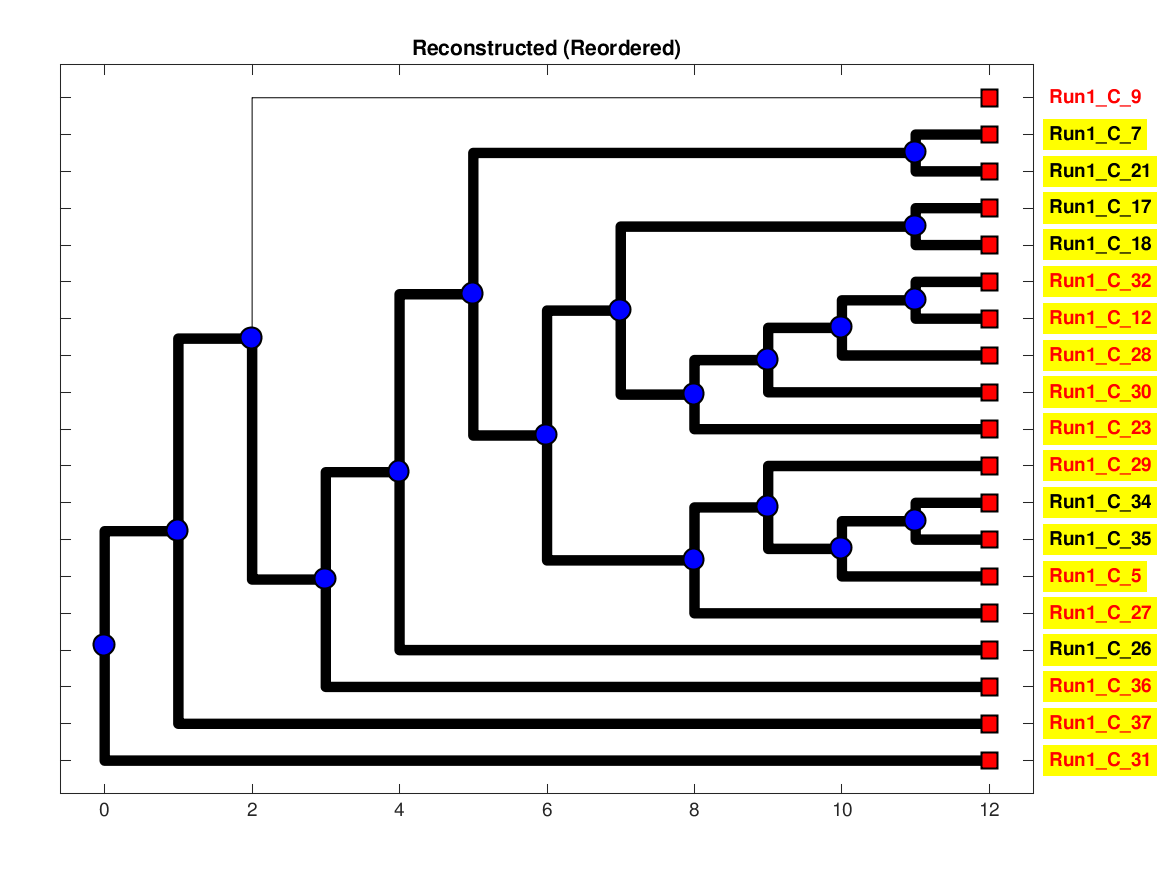 Reconstructed (Reordered)
Run1_C_9
Run1_C_7
Run1_C_21
Run1_C_17
Run1_C_18
Run1_C_32
Run1_C_12
Run1_C_28
Run1_C_30
Run1_C_23
Run1_C_29
Run1_C_34
Run1_C_35
Run1_C_5
Run1_C_27
Run1_C_26
Run1_C_36
Run1_C_37
Run1_C_31
0 2 4 6 8 10 12